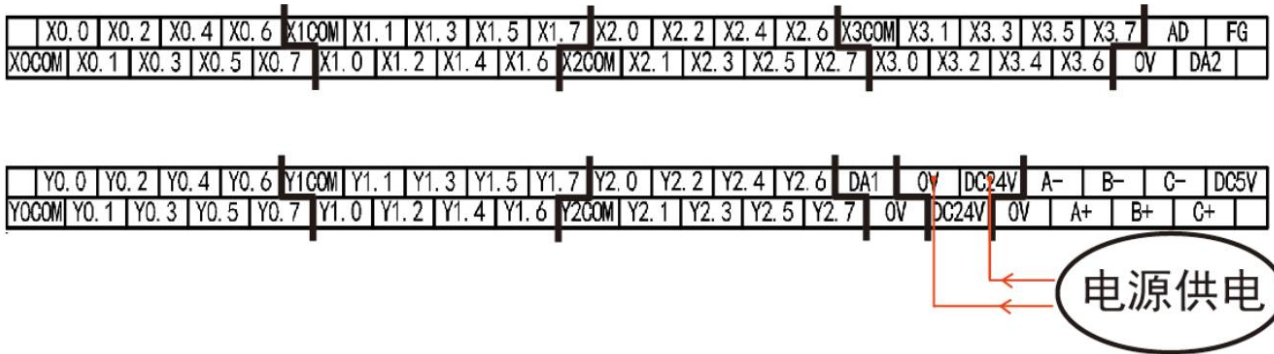 X0.0 X0.2 X0.4 X0.6 X1COM X1.1 X1.3 X1.5 X1.7 X2.0 X2.2 X2.4 X2.6 X3COM X3.1 X3.3 X3.5 X3.7 AD FG
X0COM X0.1 X0.3 X0.5 X0.7 X1.0 X1.2 X1.4 X1.6 X2COM X2.1 X2.3 X2.5 X2.7 X3.0 X3.2 X3.4 X3.6 0V DA2
Y0.0 Y0.2 Y0.4 Y0.6 Y1COM Y1.1 Y1.3 Y1.5 Y1.7 Y2.0 Y2.2 Y2.4 Y2.6 DA1 0V DC24V A- B- C- DC5V
Y0COM Y0.1 Y0.3 Y0.5 Y0.7 Y1.0 Y1.2 Y1.4 Y1.6 Y2COM Y2.1 Y2.3 Y2.5 Y2.7 0V DC24V 0V A+ B+ C+
电源供电